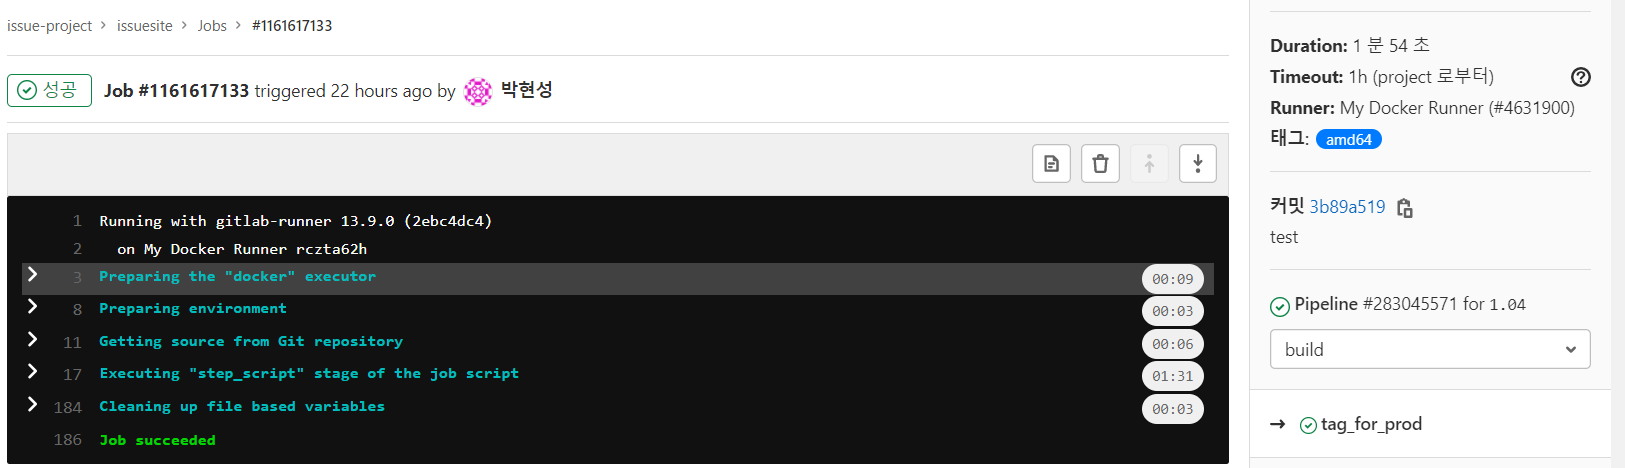 issue-project > issuesite > Jobs > #1161617133
성공 Job #1161617133 triggered 22 hours ago by 박현성
1 Running with gitlab-runner 13.9.0 (2ebc4dc4)
2 on My Docker Runner rczta62h
3 Preparing the "docker" executor 00:09
8 Preparing environment 00:03
11 Getting source from Git repository 00:06
17 Executing "step_script" stage of the job script 01:31
184 Cleaning up file based variables 00:03
186 Job succeeded
Duration: 1 분 54 초
Timeout: 1h (project 로부터)
Runner: My Docker Runner (#4631900)
태그: amd64
커밋 3b89a519
test
Pipeline #283045571 for 1.04
build
→ tag_for_prod